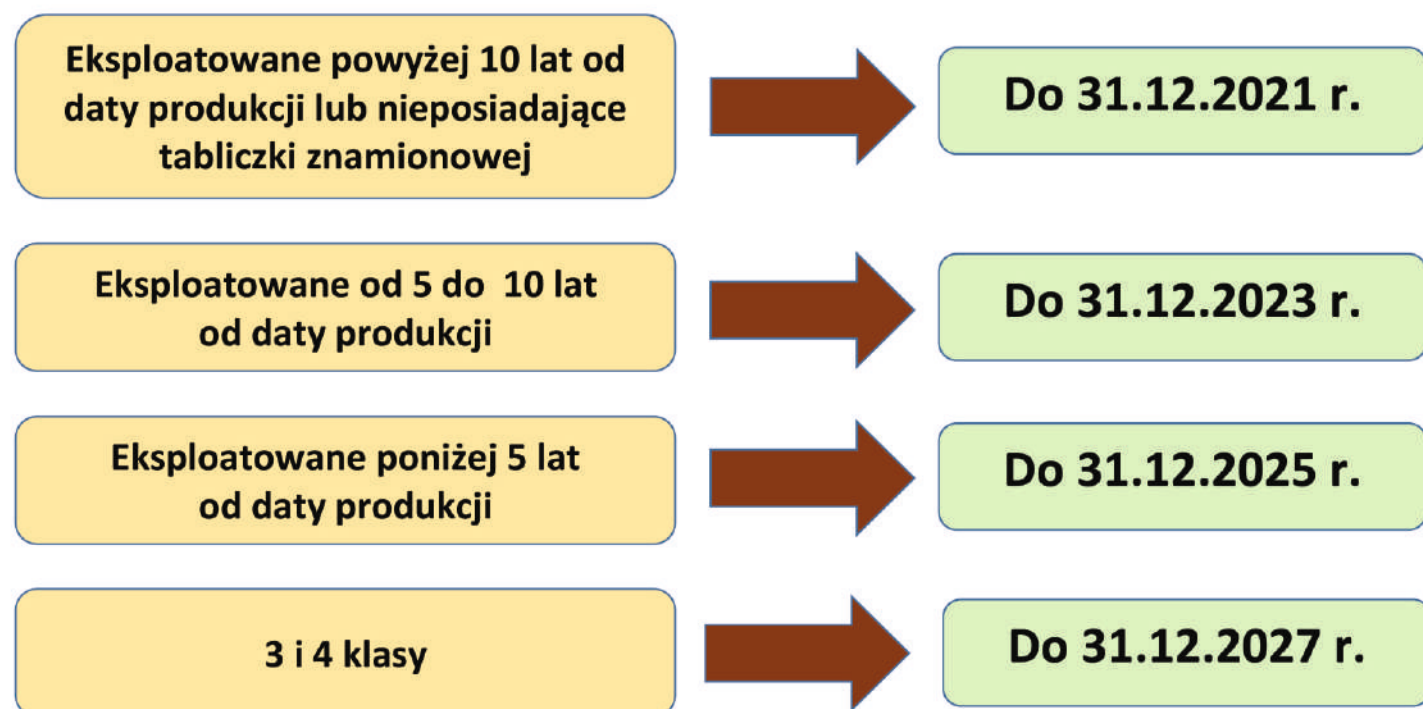 Eksploatowane powyżej 10 lat od
daty produkcji lub nieposiadające
tabliczki znamionowej
Do 31.12.2021 r.
Eksploatowane od 5 do 10 lat
od daty produkcji
Do 31.12.2023 r.
Eksploatowane poniżej 5 lat
od daty produkcji
Do 31.12.2025 r.
3 i 4 klasy
Do 31.12.2027 r.